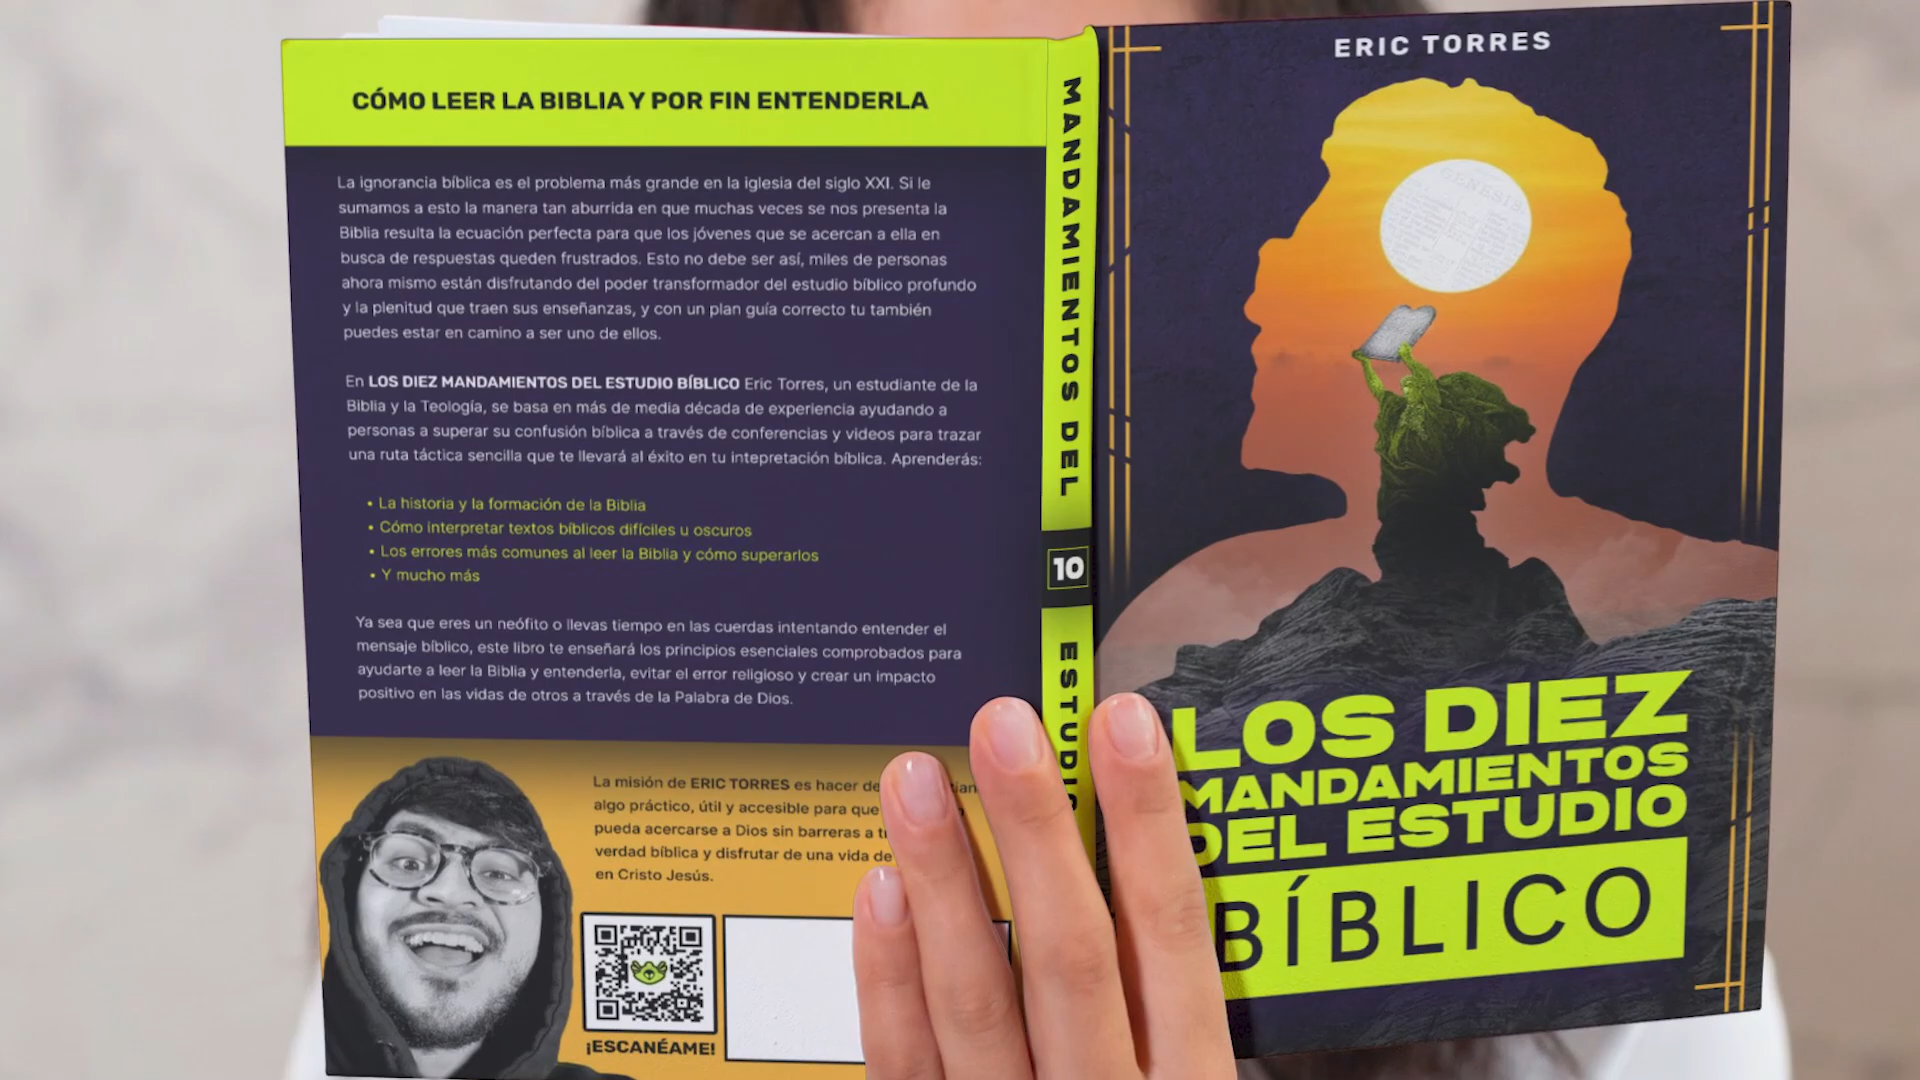 CÓMO LEER LA BIBLIA Y POR FIN ENTENDERLA
La ignorancia bíblica es el problema más grande en la iglesia del siglo XXI. Si le
sumamos a esto la manera tan aburrida en que muchas veces se nos presenta la
Biblia resulta la ecuación perfecta para que los jóvenes que se acercan a ella en
busca de respuestas queden frustrados. Esto no debe ser así, miles de personas
ahora mismo están disfrutando del poder transformador del estudio bíblico profundo
y la plenitud que traen sus enseñanzas, y con un plan guía correcto tu también
puedes estar en camino a ser uno de ellos.
En LOS DIEZ MANDAMIENTOS DEL ESTUDIO BÍBLICO Eric Torres, un estudiante de la
Biblia y la Teología, se basa en más de media década de experiencia ayudando a
personas a superar su confusión bíblica a través de conferencias y videos para trazar
una ruta táctica sencilla que te llevará al éxito en tu intepretación bíblica. Aprenderás:
• La historia y la formación de la Biblia
• Cómo interpretar textos bíblicos difíciles u oscuros
• Los errores más comunes al leer la Biblia y cómo superarlos
• Y mucho más
Ya sea que eres un neófito o llevas tiempo en las cuerdas intentando entender el
mensaje bíblico, este libro te enseñará los principios esenciales comprobados para
ayudarte a leer la Biblia y entenderla, evitar el error religioso y crear un impacto
positivo en las vidas de otros a través de la Palabra de Dios.
La misión de ERIC TORRES es hacer
algo práctico, útil y accesible para que
pueda acercarse a Dios sin barreras a
verdad bíblica y disfrutar de una vida de
en Cristo Jesús.
¡ESCANÉAME!
MANDAMIENTOS DEL
10
ESTUDIO
ERIC TORRES
GENESIS
LOS DIEZ
MANDAMIENTOS
DEL ESTUDIO
BÍBLICO